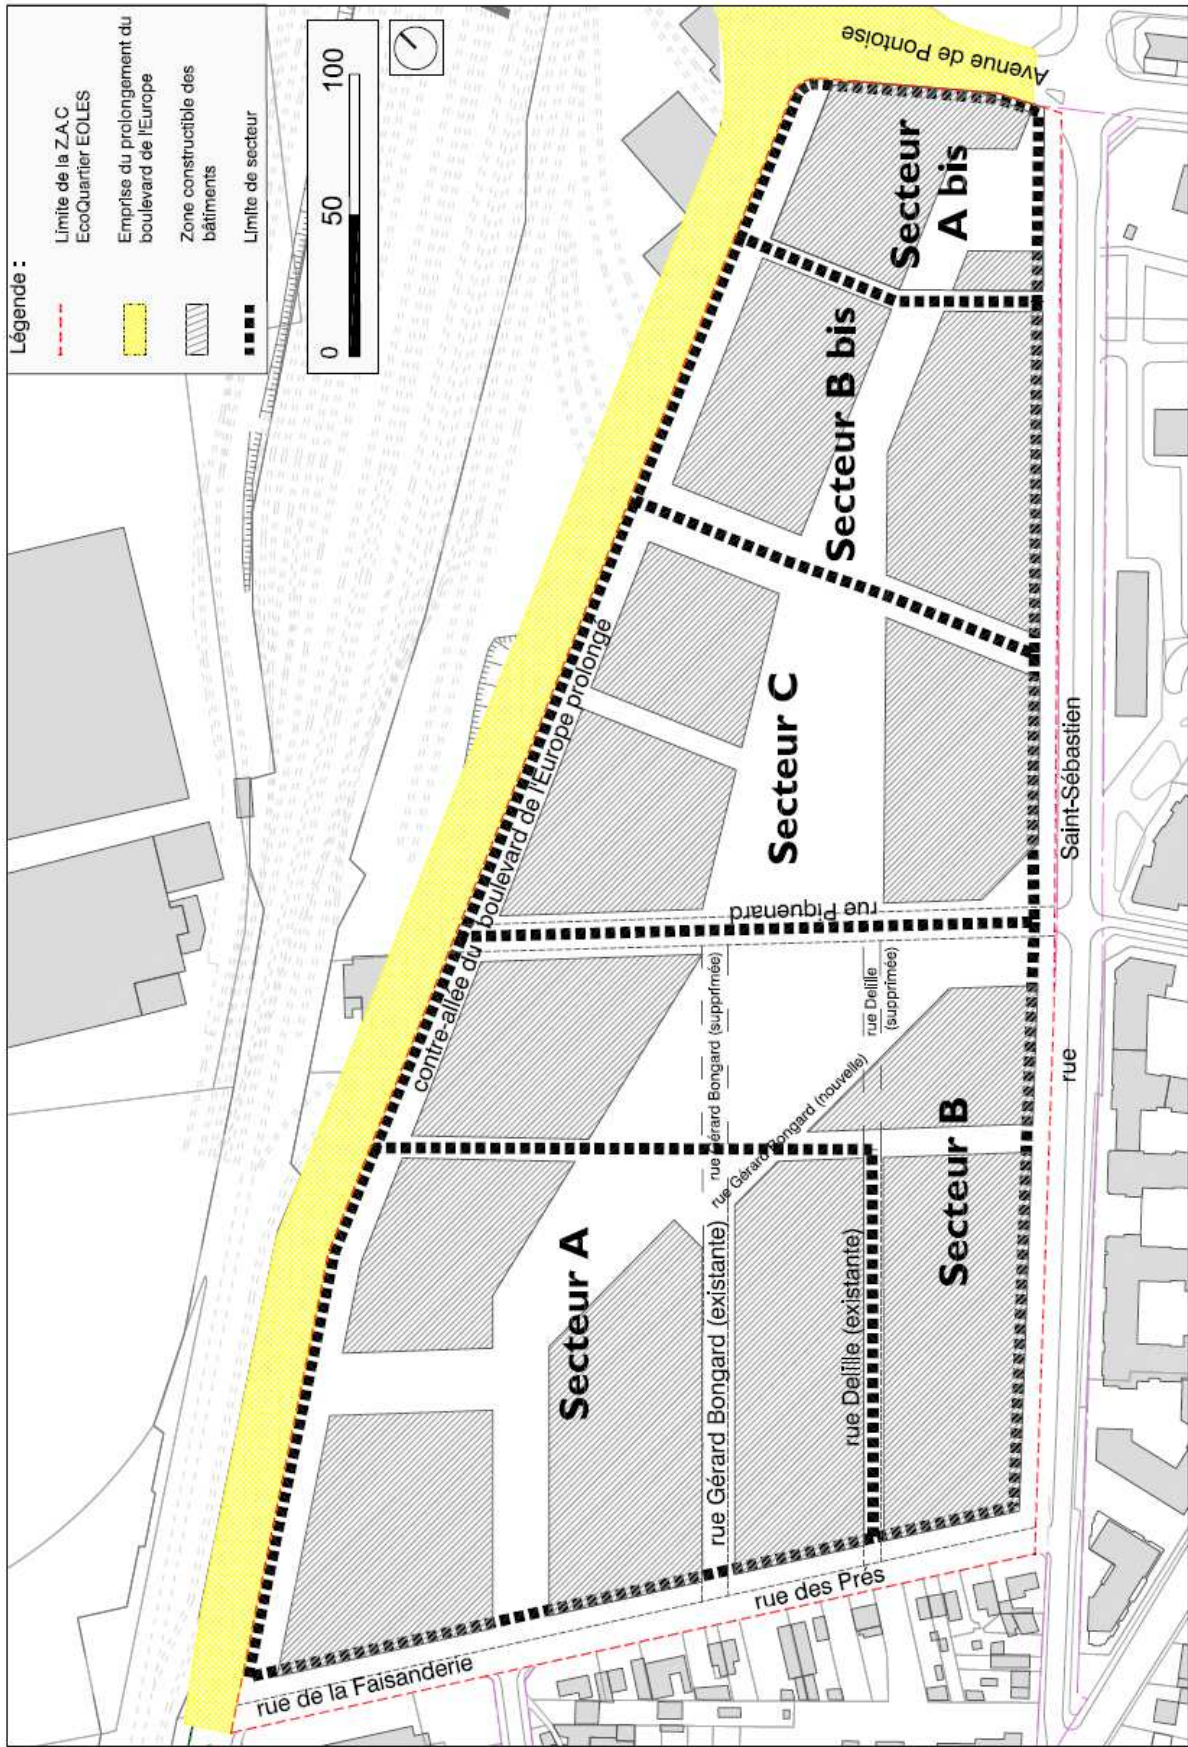 Légende :
Limite de la Z.A.C
EcoQuartier EOLES
Emprise du prolongement du
boulevard de l'Europe
Zone constructible des
bâtiments
Limite de secteur
0
50
100
Avenue de Pontoise
Secteur
A bis
Secteur B bis
contre-allée du boulevard de l'Europe prolongé
Secteur C
rue Piquenard
rue Gérard Bongard (supprimée)
rue Delille
(supprimée)
rue Gérard Bongard (nouvelle)
Secteur A
rue Gérard Bongard (existante)
rue Delille (existante)
Secteur B
rue de la Faisanderie
rue des Prés
rue
Saint-Sébastien